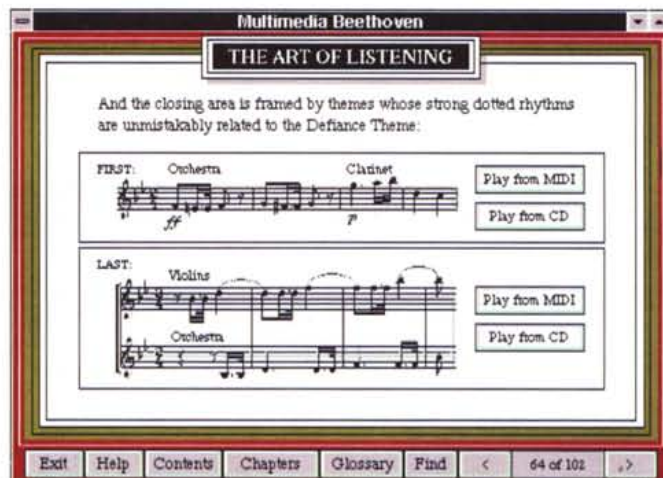 Multimedia Beethoven
THE ART OF LISTENING
And the closing area is framed by themes whose strong dotted rhythms
are unmistakably related to the Defiance Theme:
FIRST:
Orchestra
Clarinet
ff
p
Play from MIDI
Play from CD
LAST:
Violins
Orchestra
Play from MIDI
Play from CD
Exit Help Contents Chapters Glossary Find < 64 of 102 >